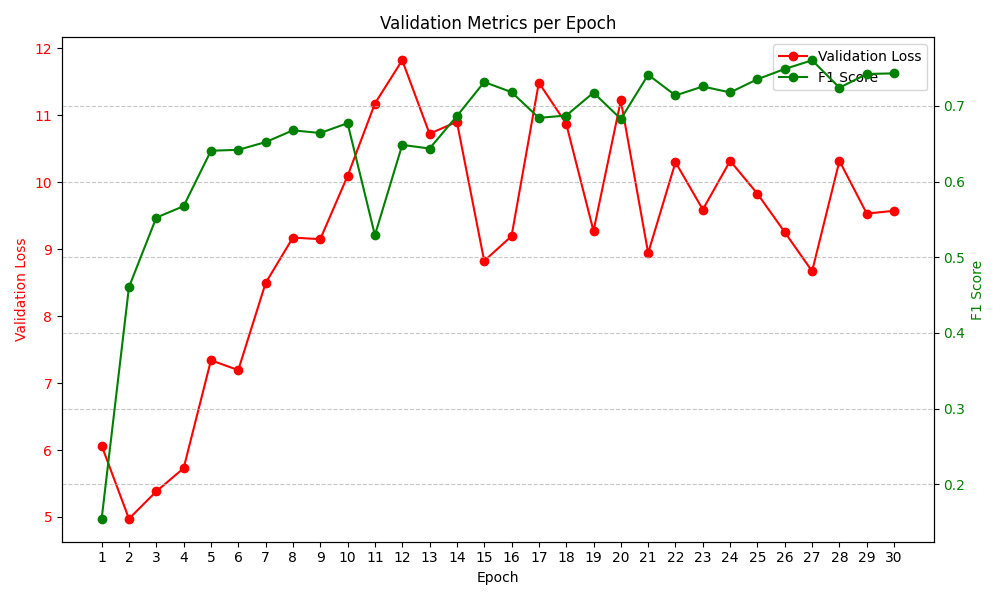 Validation Metrics per Epoch
Validation Loss
F1 Score
12
11
10
9
8
7
6
5
Validation Loss
0.7
0.6
0.5
0.4
0.3
0.2
F1 Score
1 2 3 4 5 6 7 8 9 10 11 12 13 14 15 16 17 18 19 20 21 22 23 24 25 26 27 28 29 30
Epoch